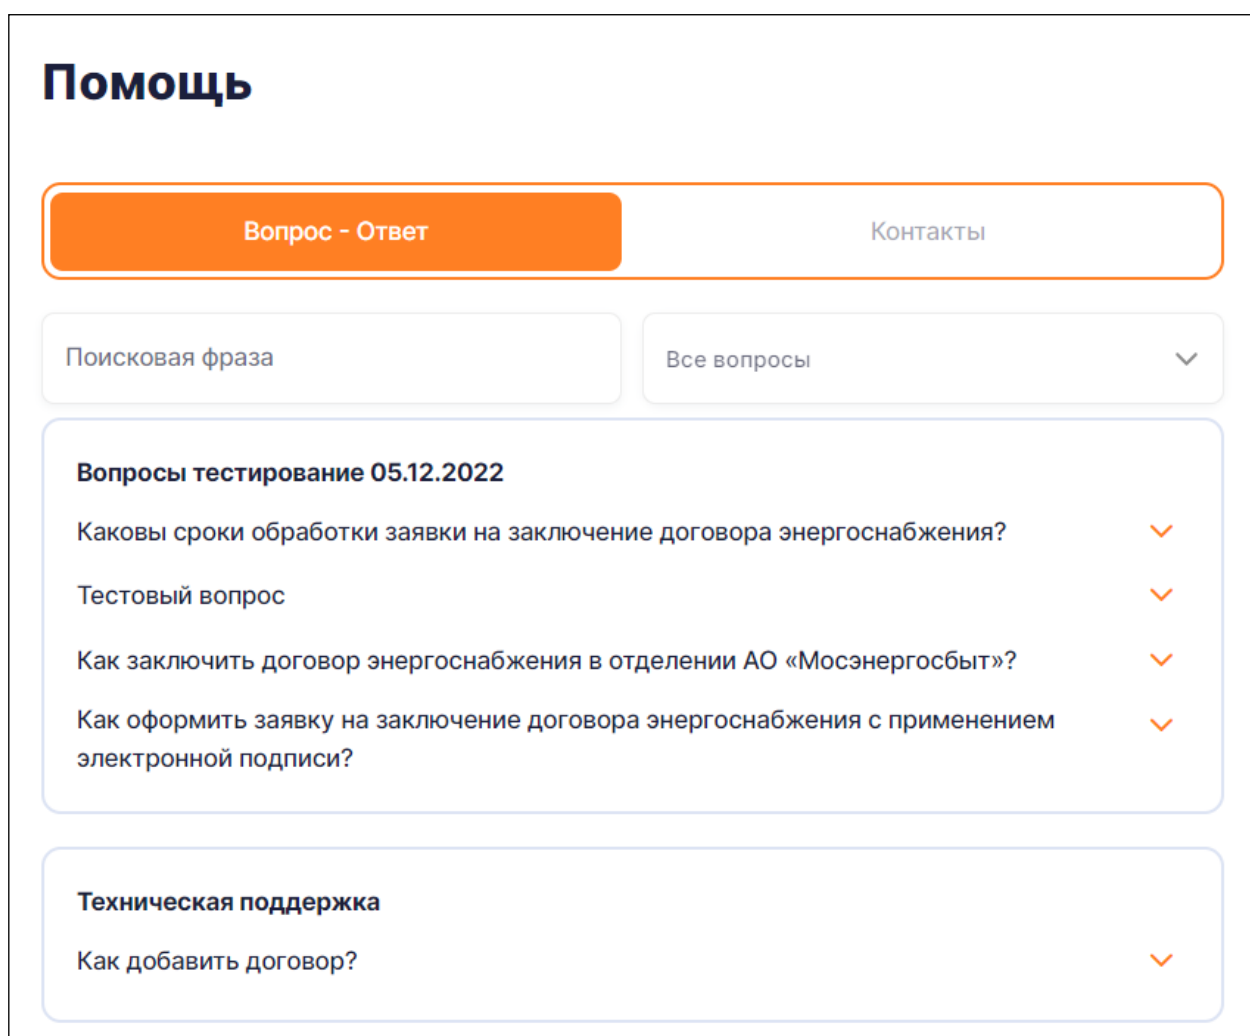 Помощь
Вопрос - Ответ
Контакты
Поисковая фраза
Все вопросы
Вопросы тестирование 05.12.2022
Каковы сроки обработки заявки на заключение договора энергоснабжения?
Тестовый вопрос
Как заключить договор энергоснабжения в отделении АО «Мосэнергосбыт»?
Как оформить заявку на заключение договора энергоснабжения с применением
электронной подписи?
Техническая поддержка
Как добавить договор?